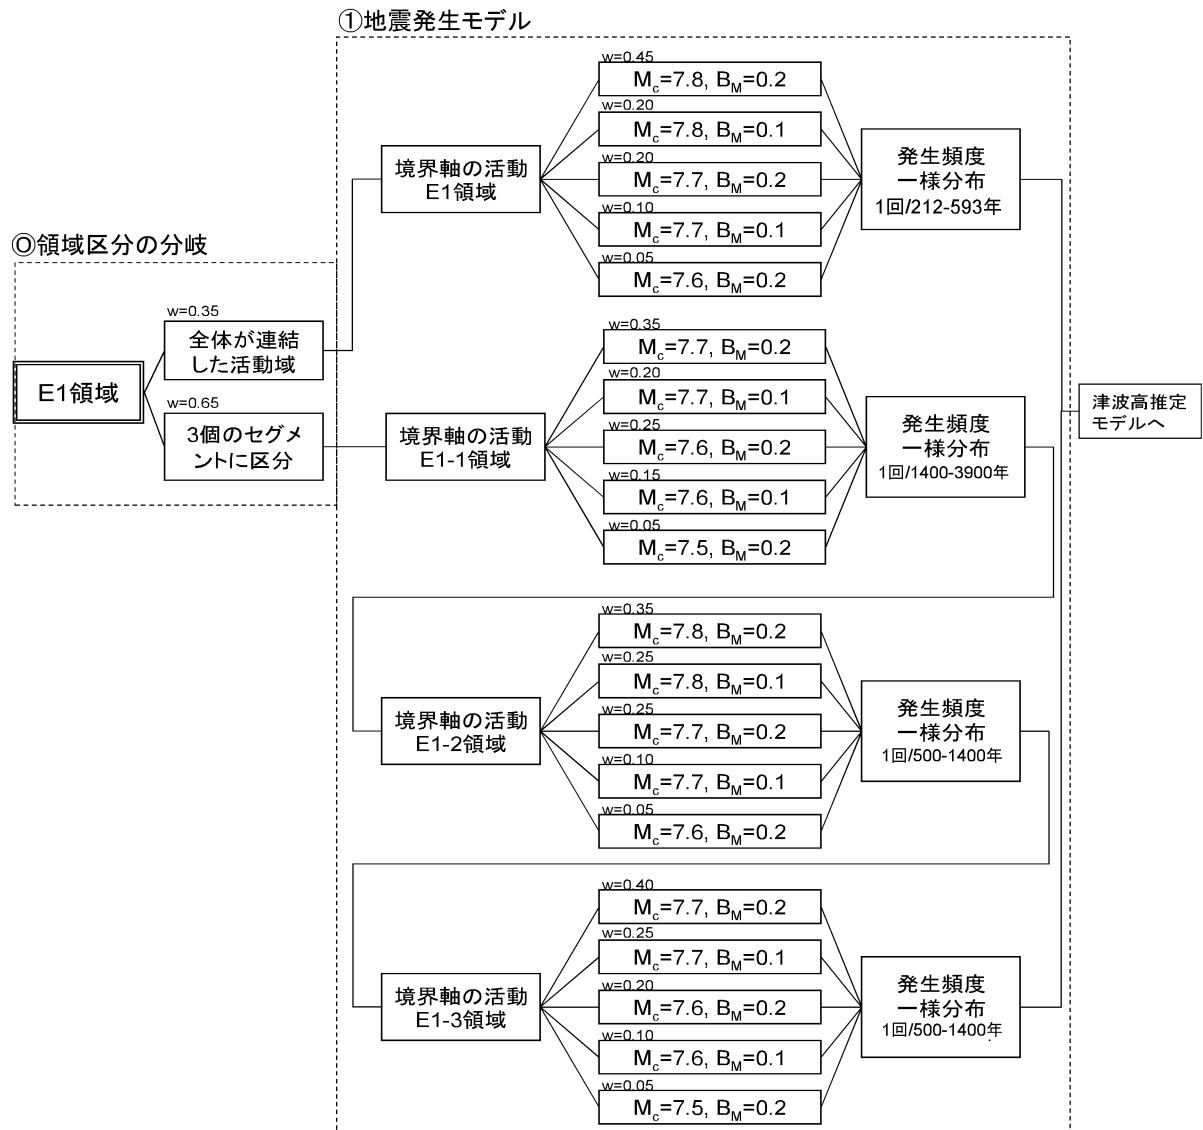 ①地震発生モデル
⓪領域区分の分岐
E1領域
w=0.35
全体が連結
した活動域
w=0.65
3個のセグメ
ントに区分
境界軸の活動
E1領域
w=0.45
Mc=7.8, BM=0.2
w=0.20
Mc=7.8, BM=0.1
w=0.20
Mc=7.7, BM=0.2
w=0.10
Mc=7.7, BM=0.1
w=0.05
Mc=7.6, BM=0.2
発生頻度
一様分布
1回/212-593年
境界軸の活動
E1-1領域
w=0.35
Mc=7.7, BM=0.2
w=0.20
Mc=7.7, BM=0.1
w=0.25
Mc=7.6, BM=0.2
w=0.15
Mc=7.6, BM=0.1
w=0.05
Mc=7.5, BM=0.2
発生頻度
一様分布
1回/1400-3900年
境界軸の活動
E1-2領域
w=0.35
Mc=7.8, BM=0.2
w=0.25
Mc=7.8, BM=0.1
w=0.25
Mc=7.7, BM=0.2
w=0.10
Mc=7.7, BM=0.1
w=0.05
Mc=7.6, BM=0.2
発生頻度
一様分布
1回/500-1400年
境界軸の活動
E1-3領域
w=0.40
Mc=7.7, BM=0.2
w=0.25
Mc=7.7, BM=0.1
w=0.20
Mc=7.6, BM=0.2
w=0.10
Mc=7.6, BM=0.1
w=0.05
Mc=7.5, BM=0.2
発生頻度
一様分布
1回/500-1400年
津波高推定
モデルへ